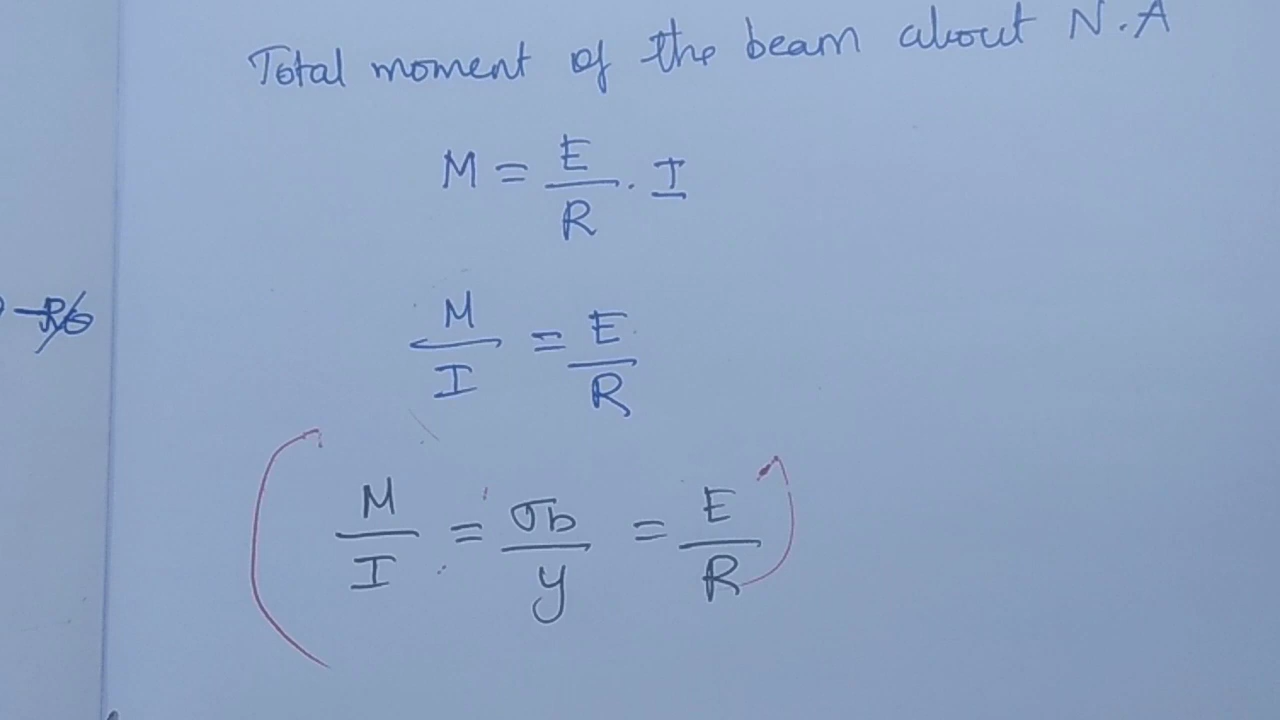 Total moment of the beam about N.A
M = E/R . I
M/I = E/R
M/I = σb/y = E/R